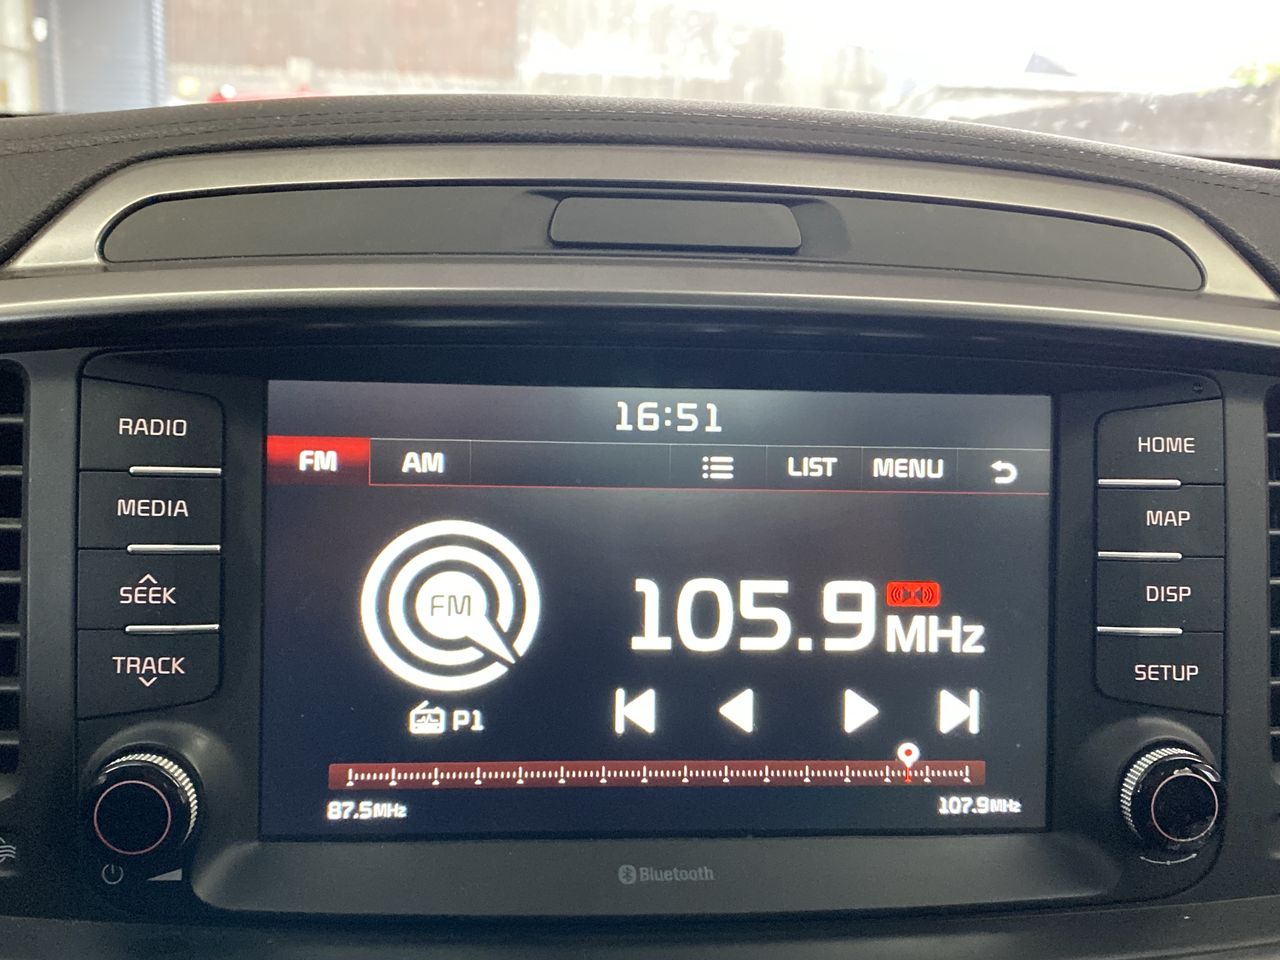 16:51
FM AM LIST MENU
RADIO
MEDIA
SEEK
TRACK
FM
P1
105.9 MHz
87.5MHz 107.9MHz
HOME
MAP
DISP
SETUP
Bluetooth